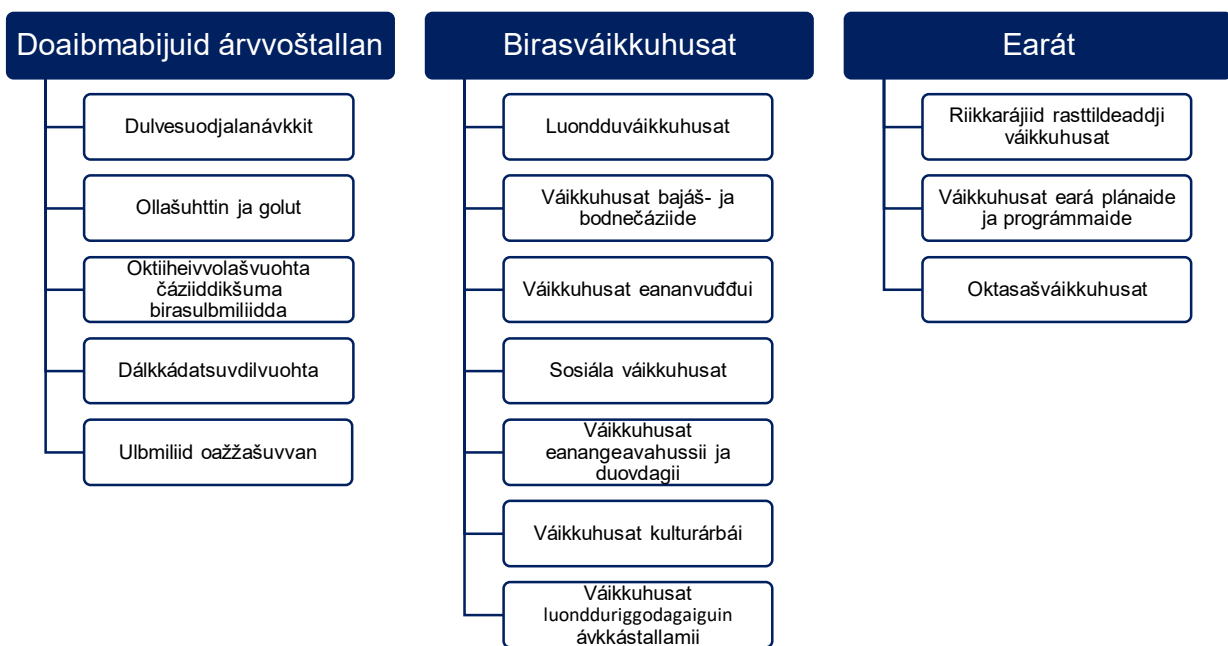 Doaibmabijuid árvvoštallan
Dulvesuodjalanávkkit
Ollašuhttin ja golut
Oktiiheivvolašvuohta
čáziiddikšuma
birasulbmiliidda
Dálkkádatsuvdilvuohta
Ulbmiliid oažžašuvvan
Birasváikkuhusat
Luondduváikkuhusat
Váikkuhusat bajáš- ja
bodnečáziide
Váikkuhusat eananvuđđui
Sosiála váikkuhusat
Váikkuhusat
eanangeavahussii ja
duovdagii
Váikkuhusat kulturárbái
Váikkuhusat
luondduriggodagaiguin
ávkkástallamii
Earát
Riikkarájiid rasttildeaddji
váikkuhusat
Váikkuhusat eará plánaide
ja prográmmaide
Oktasašváikkuhusat